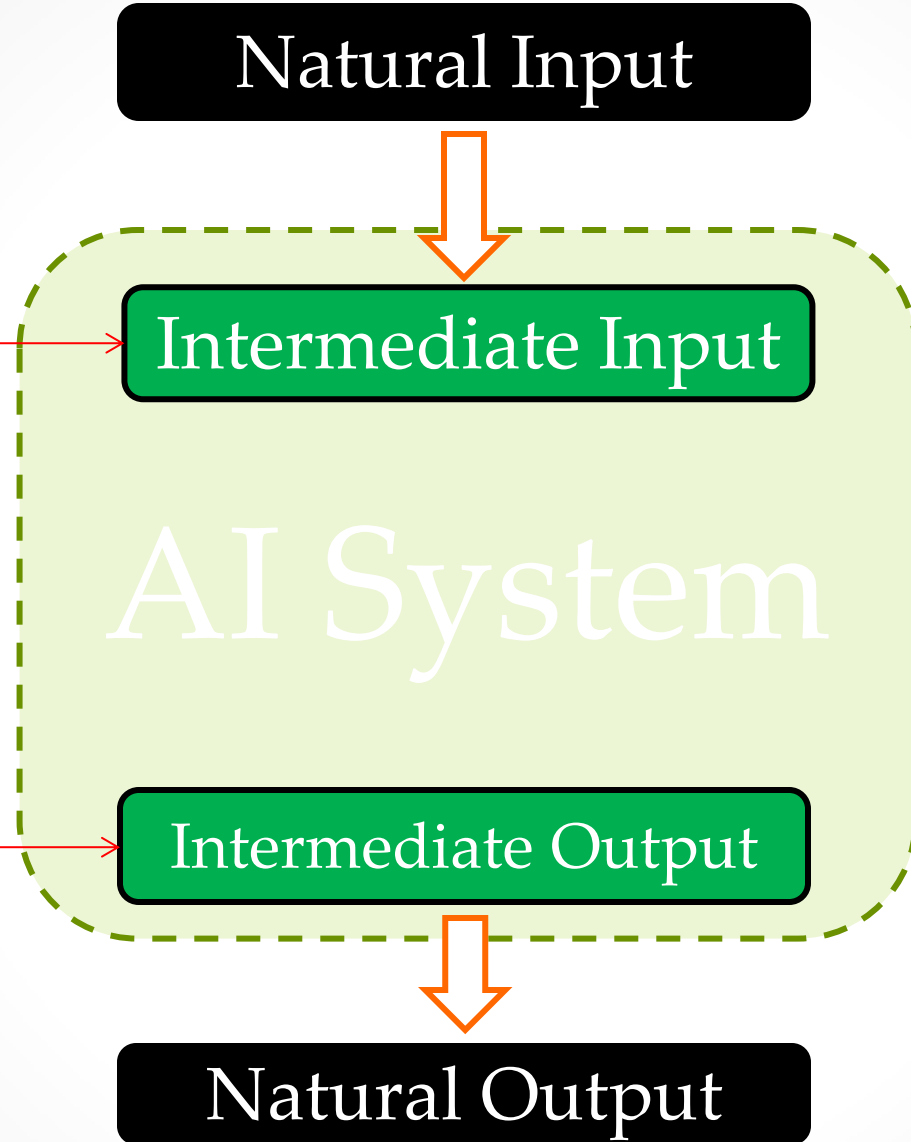 Natural Input
Intermediate Input
AI System
Intermediate Output
Natural Output